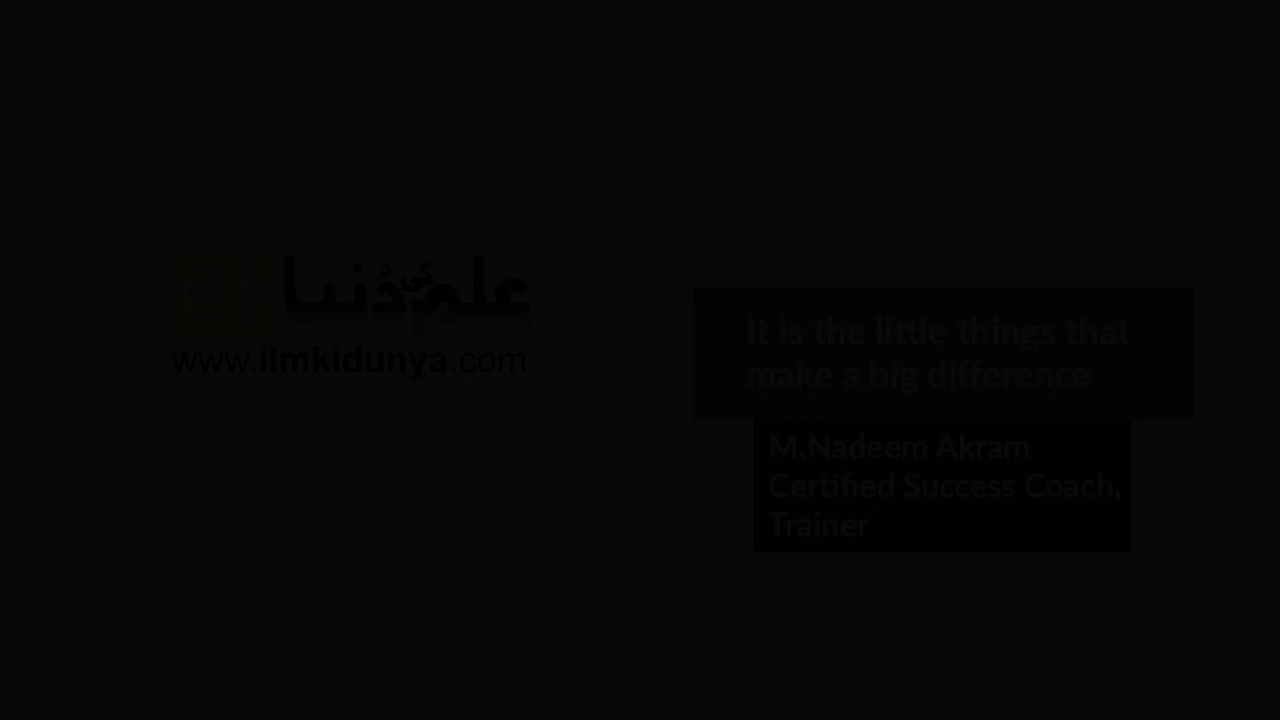 علم کی دُنیا
www.ilmkidunya.com
It is the little things that
make a big difference
M.Nadeem Akram
Certified Success Coach,
Trainer